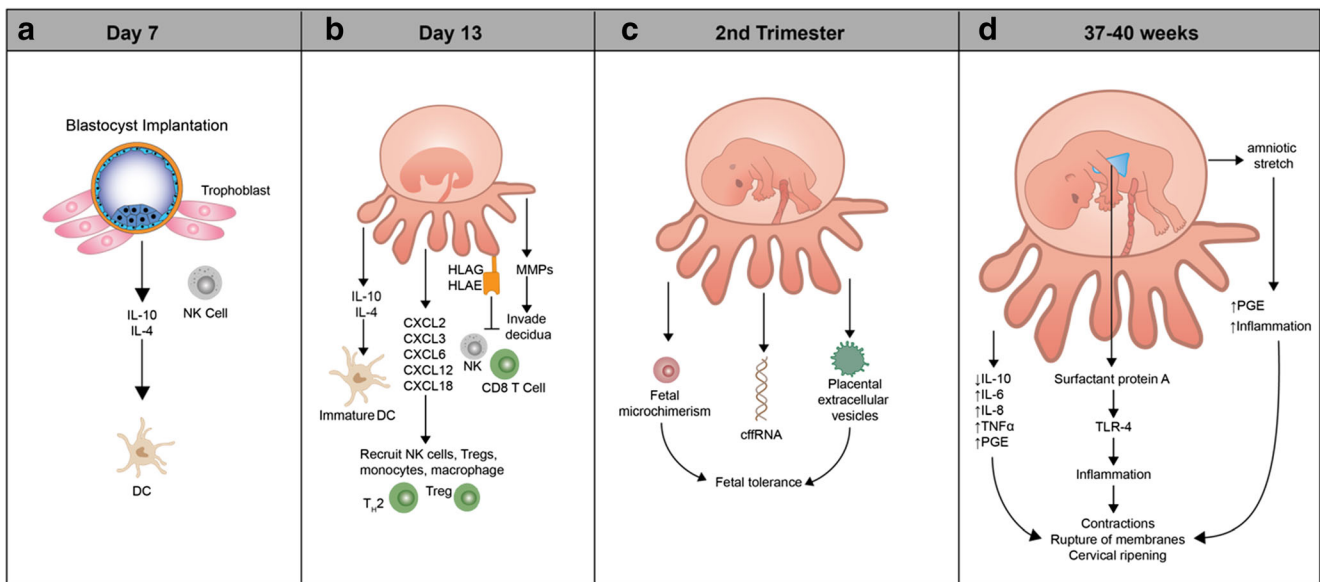 a
Day 7
Blastocyst Implantation
Trophoblast
NK Cell
IL-10
IL-4
DC
b
Day 13
IL-10
IL-4
Immature DC
CXCL2
CXCL3
CXCL6
CXCL12
CXCL18
HLAG
HLAE
MMPs
Invade
decidua
NK
CD8 T Cell
Recruit NK cells, Tregs,
monocytes, macrophage
TH2
Treg
c
2nd Trimester
Fetal
microchimerism
cffRNA
Placental
extracellular
vesicles
Fetal tolerance
d
37-40 weeks
amniotic
stretch
↑PGE
↑Inflammation
↓IL-10
↑IL-6
↑IL-8
↑TNFα
↑PGE
Surfactant protein A
TLR-4
Inflammation
Contractions
Rupture of membranes
Cervical ripening